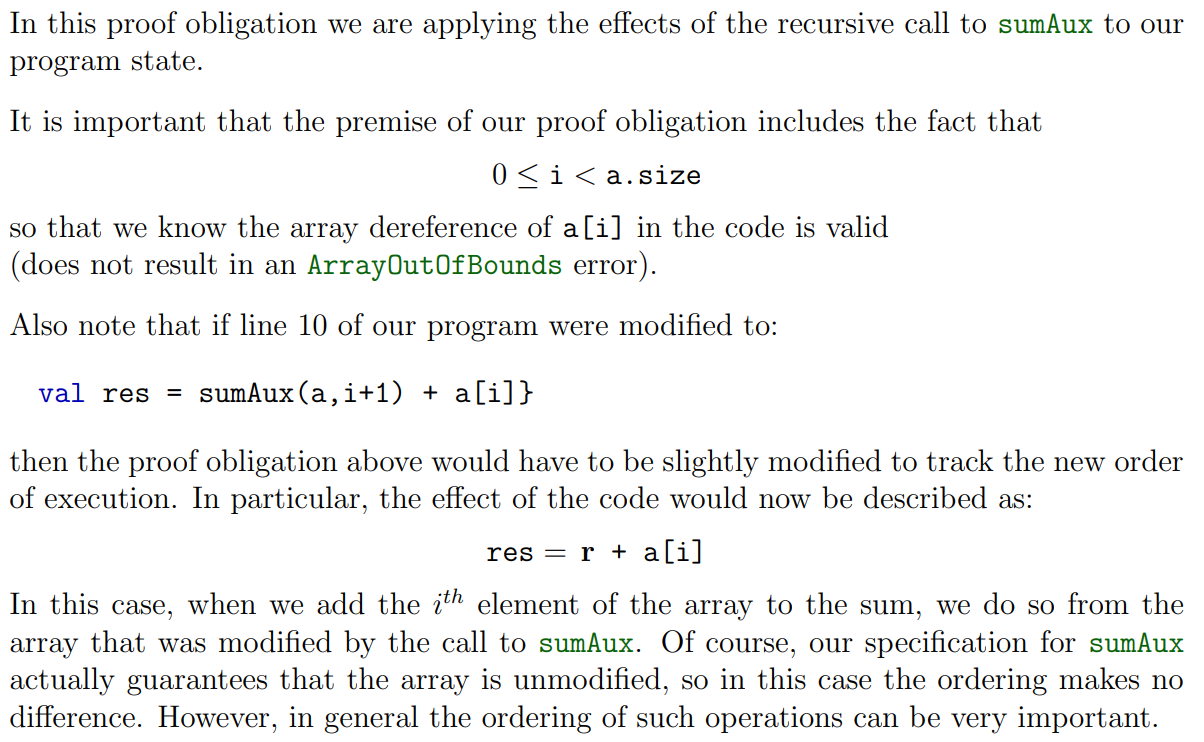 In this proof obligation we are applying the effects of the recursive call to sumAux to our
program state.
It is important that the premise of our proof obligation includes the fact that
0 ≤ i < a.size
so that we know the array dereference of a[i] in the code is valid
(does not result in an ArrayOutOfBounds error).
Also note that if line 10 of our program were modified to:
val res = sumAux(a,i+1) + a[i]}
then the proof obligation above would have to be slightly modified to track the new order
of execution. In particular, the effect of the code would now be described as:
res = r + a[i]
In this case, when we add the iᵗʰ element of the array to the sum, we do so from the
array that was modified by the call to sumAux. Of course, our specification for sumAux
actually guarantees that the array is unmodified, so in this case the ordering makes no
difference. However, in general the ordering of such operations can be very important.